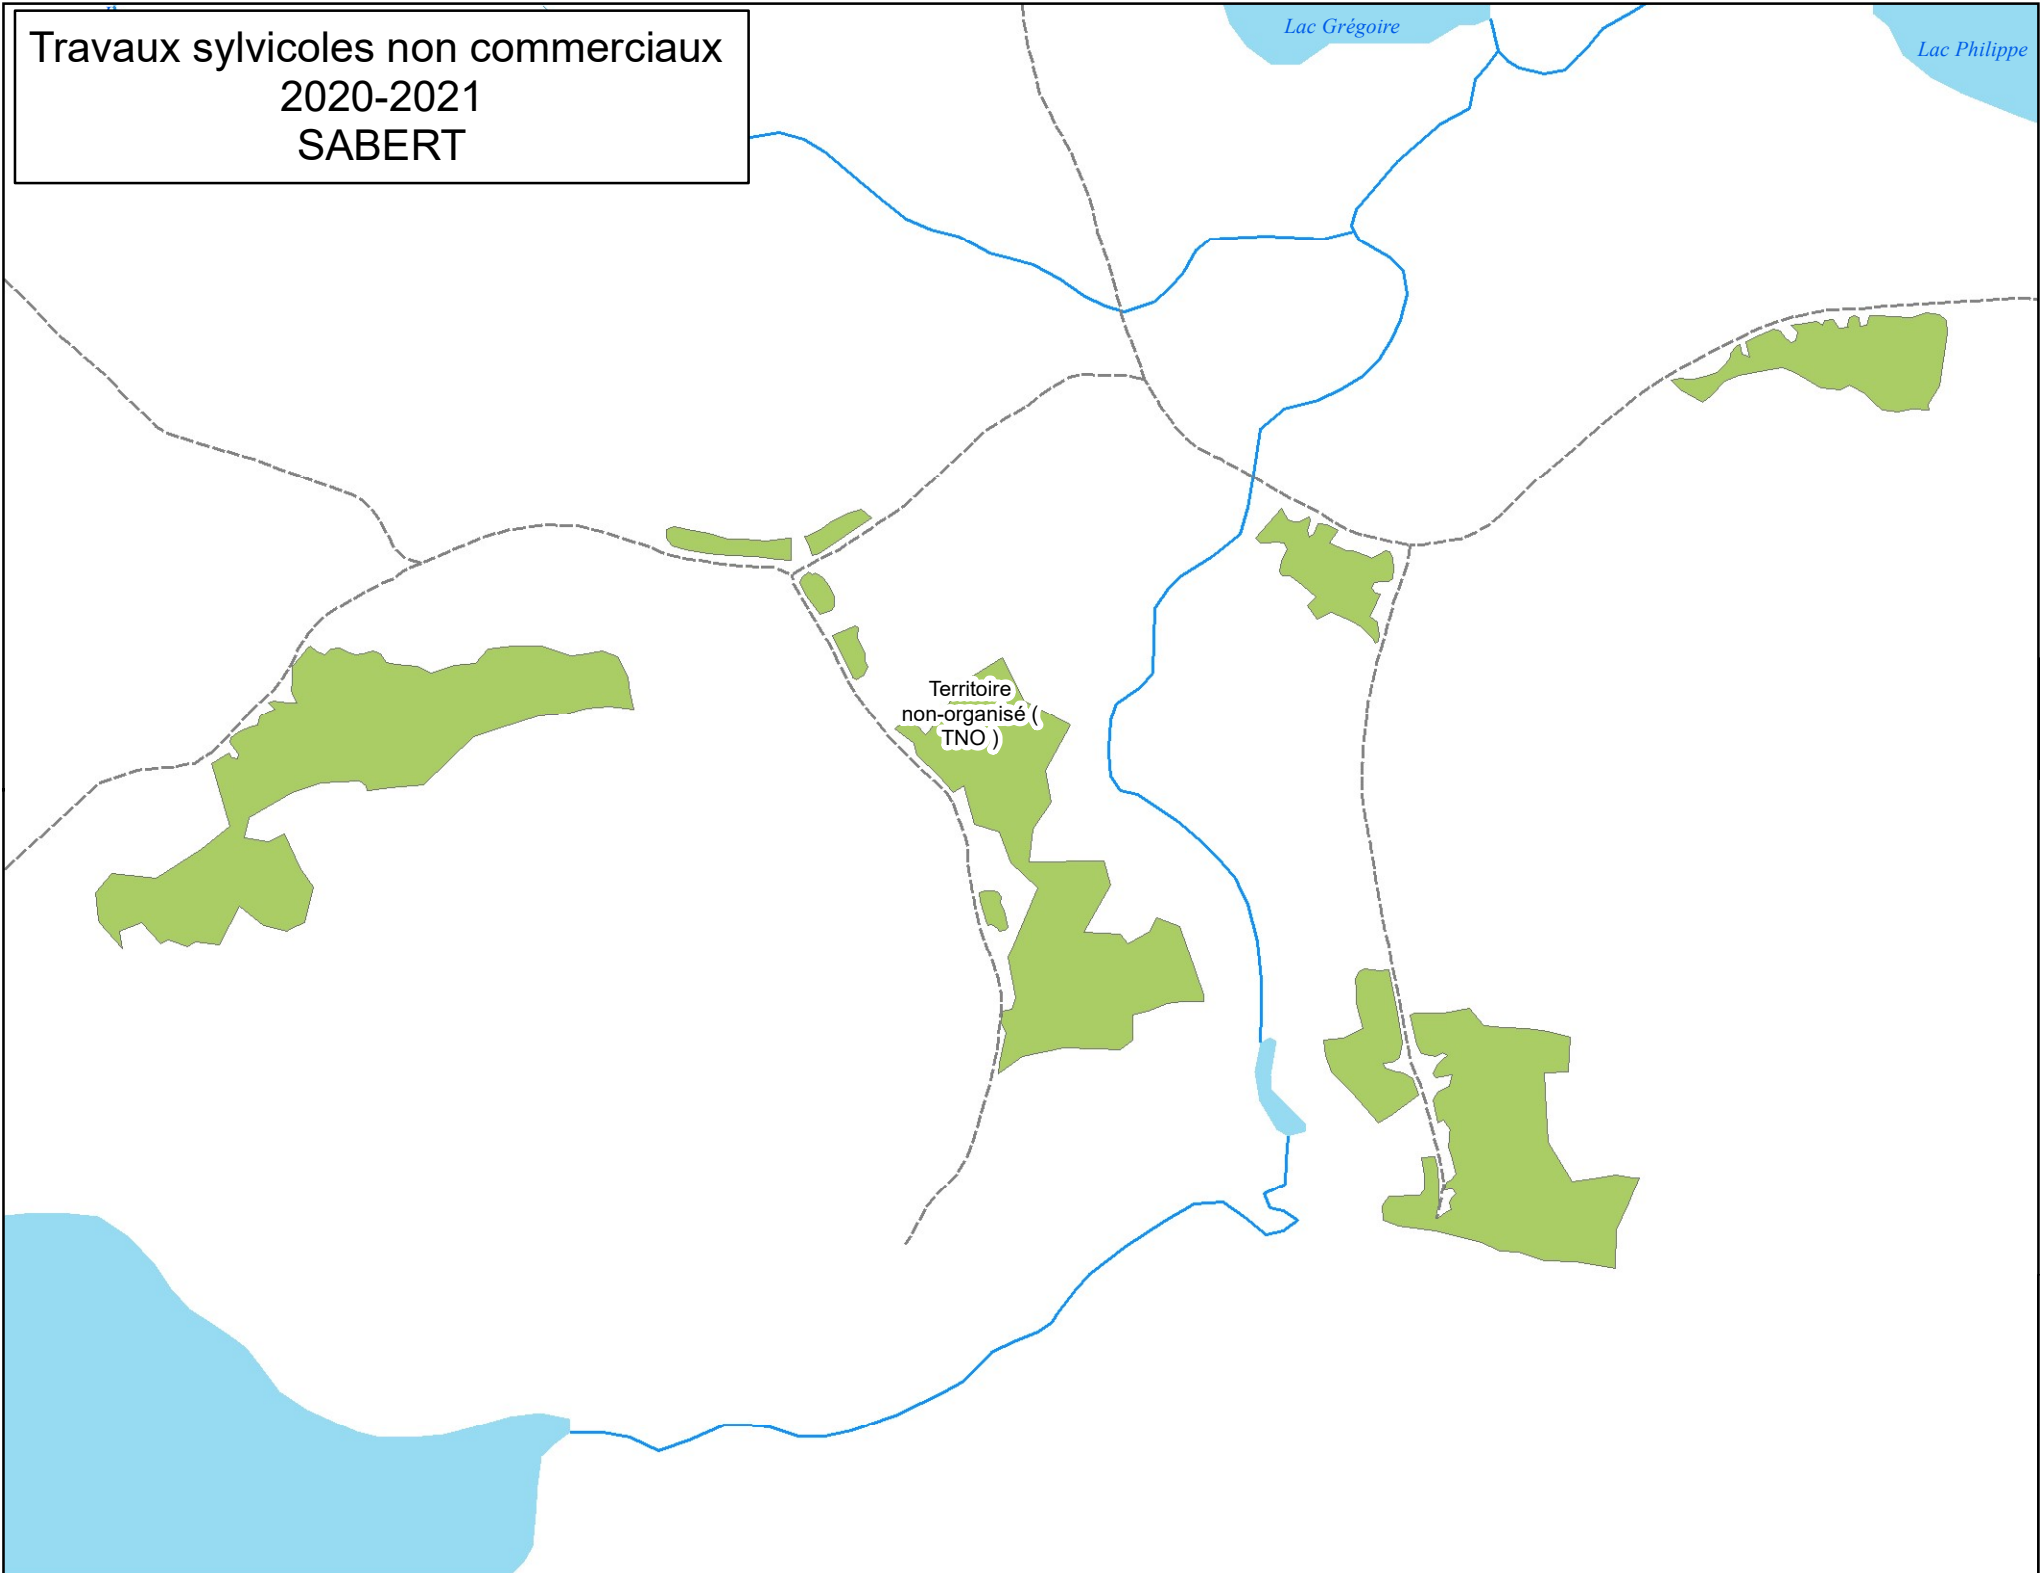 Travaux sylvicoles non commerciaux
2020-2021
SABERT
Lac Grégoire
Lac Philippe
Territoire
non-organisé (
TNO )